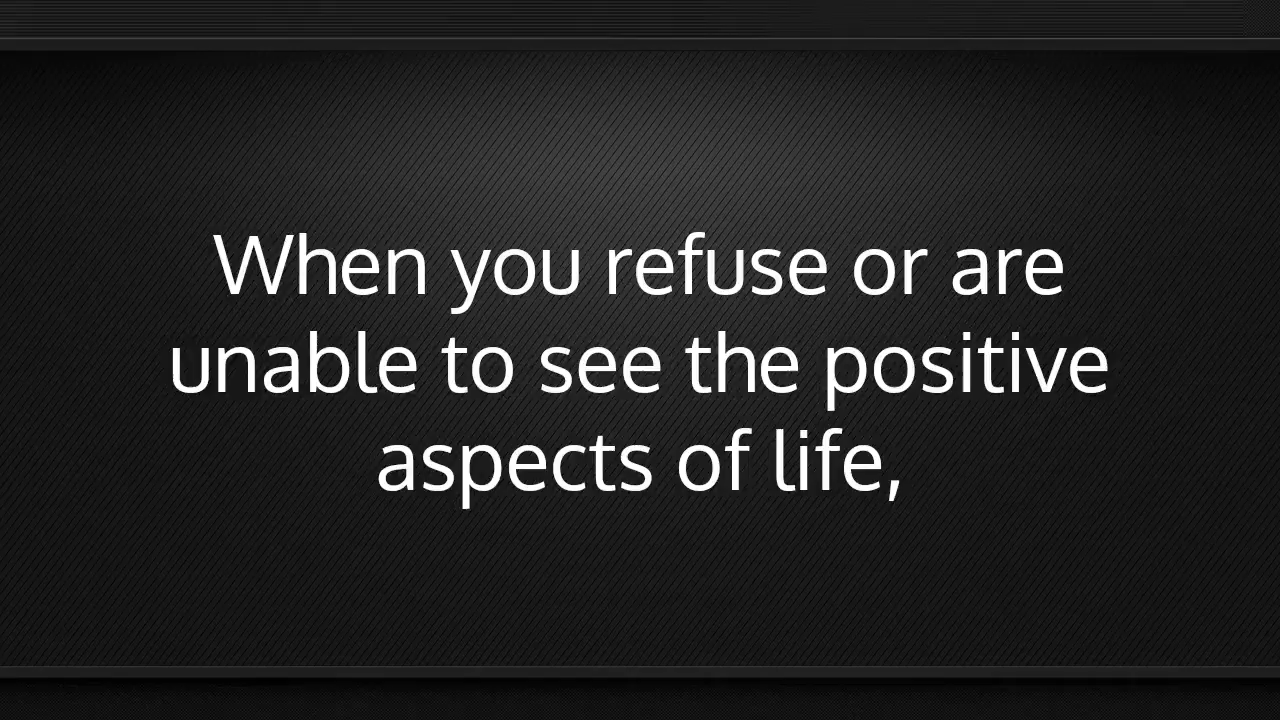 When you refuse or are
unable to see the positive
aspects of life,